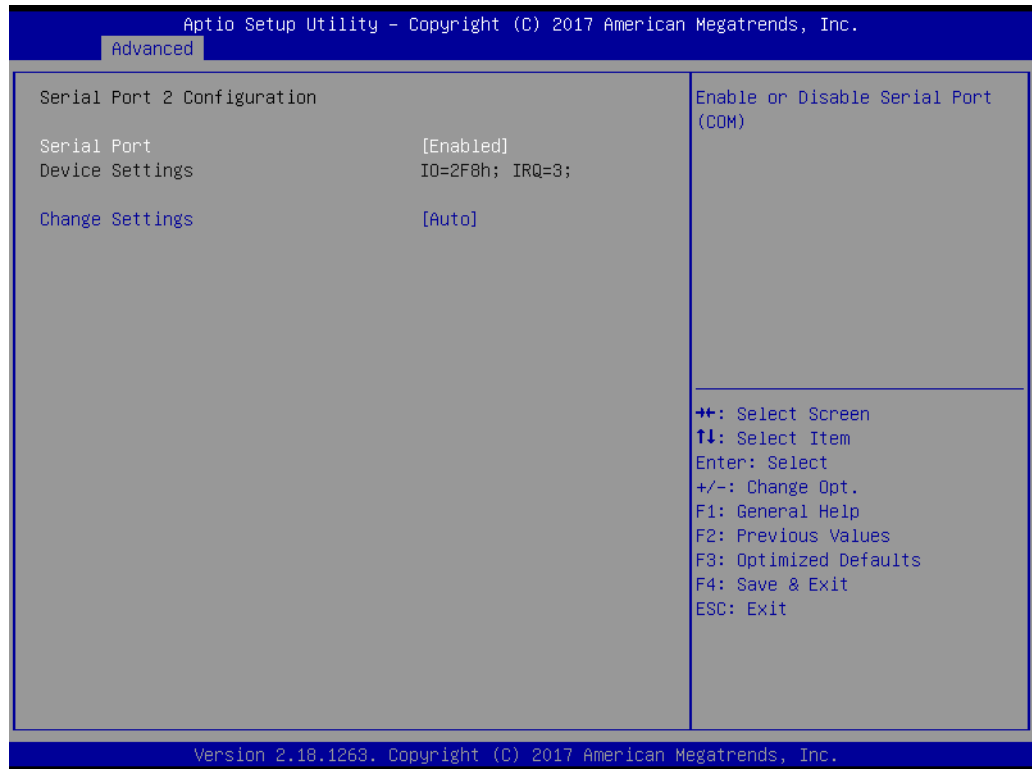 Aptio Setup Utility – Copyright (C) 2017 American Megatrends, Inc.
Advanced
Serial Port 2 Configuration
Serial Port [Enabled]
Device Settings IO=2F8h; IRQ=3;
Change Settings [Auto]
Enable or Disable Serial Port
(COM)
→←: Select Screen
↑↓: Select Item
Enter: Select
+/-: Change Opt.
F1: General Help
F2: Previous Values
F3: Optimized Defaults
F4: Save & Exit
ESC: Exit
Version 2.18.1263. Copyright (C) 2017 American Megatrends, Inc.